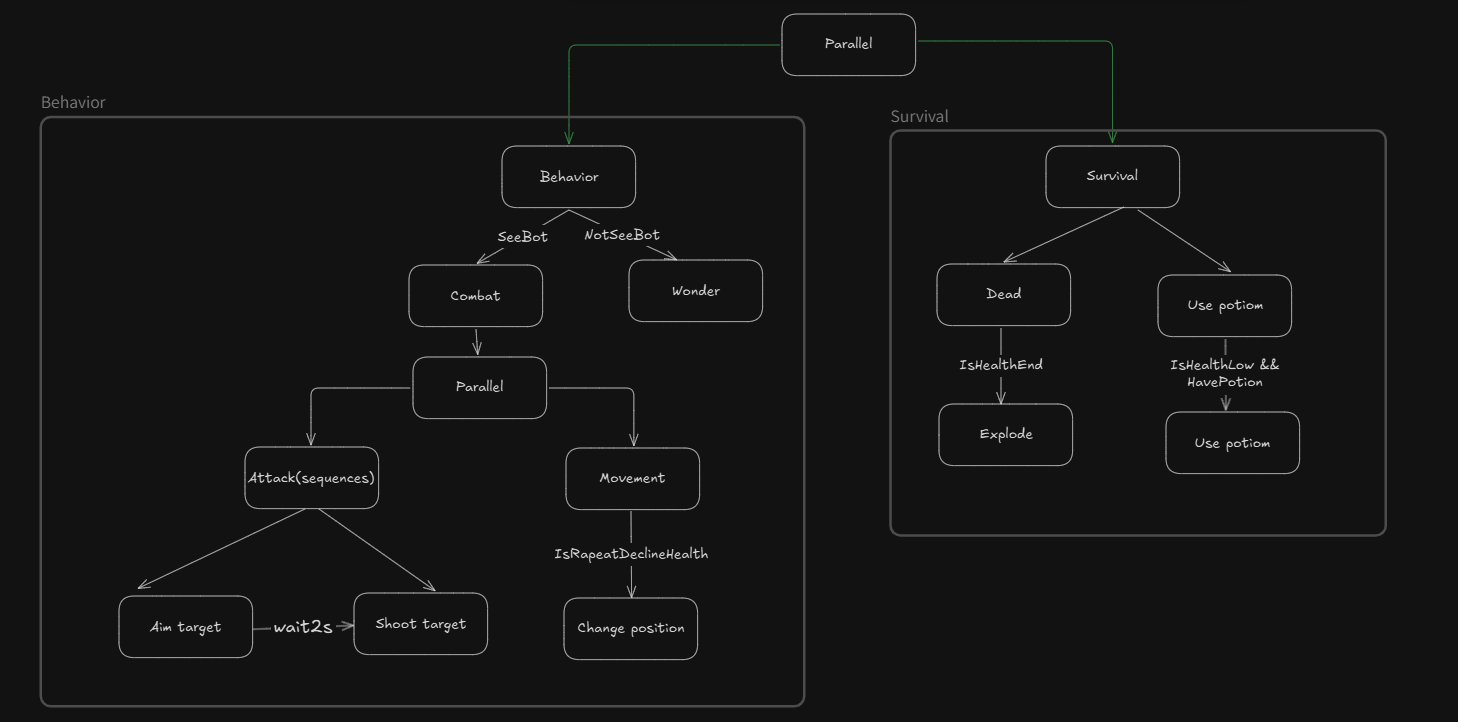 Parallel
Behavior
Survival
Behavior
Survival
SeeBot
NotSeeBot
Combat
Wonder
Dead
Use potiom
Parallel
IsHealthEnd
IsHealthLow &&
HavePotion
Explode
Use potiom
Attack(sequences)
Movement
IsRapeatDeclineHealth
Aim target
wait2s
Shoot target
Change position